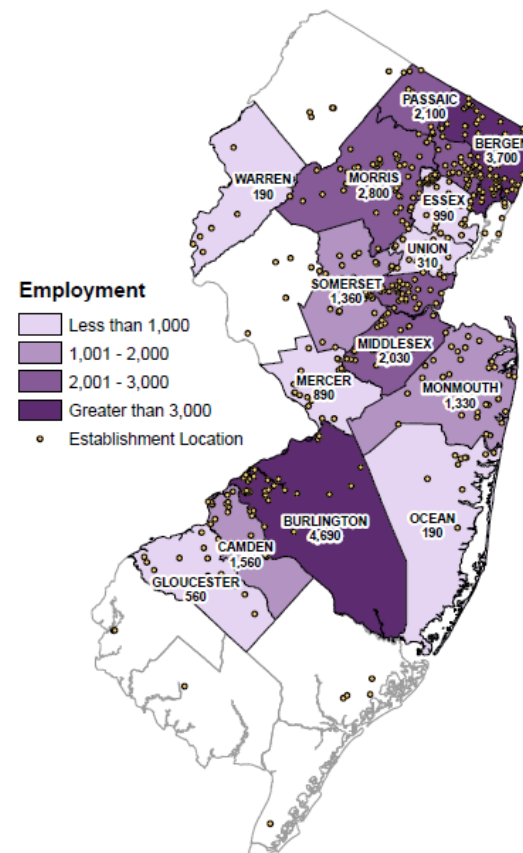 PASSAIC
2,100
BERGEN
3,700
WARREN
190
MORRIS
2,800
ESSEX
990
UNION
310
SOMERSET
1,360
Employment
Less than 1,000
1,001 - 2,000
2,001 - 3,000
Greater than 3,000
Establishment Location
MIDDLESEX
2,030
MERCER
890
MONMOUTH
1,330
BURLINGTON
4,690
OCEAN
190
CAMDEN
1,560
GLOUCESTER
560